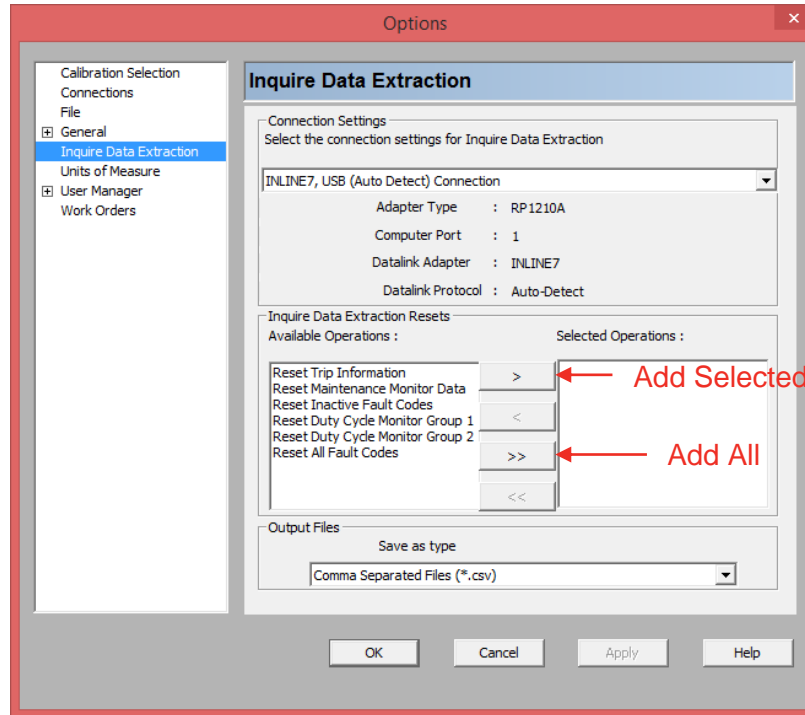 Options
×
Calibration Selection
Connections
File
General
Inquire Data Extraction
Units of Measure
User Manager
Work Orders
Inquire Data Extraction
Connection Settings
Select the connection settings for Inquire Data Extraction
INLINE7, USB (Auto Detect) Connection
Adapter Type : RP1210A
Computer Port : 1
Datalink Adapter : INLINE7
Datalink Protocol : Auto-Detect
Inquire Data Extraction Resets
Available Operations :
Reset Trip Information
Reset Maintenance Monitor Data
Reset Inactive Fault Codes
Reset Duty Cycle Monitor Group 1
Reset Duty Cycle Monitor Group 2
Reset All Fault Codes
>
<
>>
<<
Selected Operations :
Add Selected
Add All
Output Files
Save as type
Comma Separated Files (*.csv)
OK
Cancel
Apply
Help